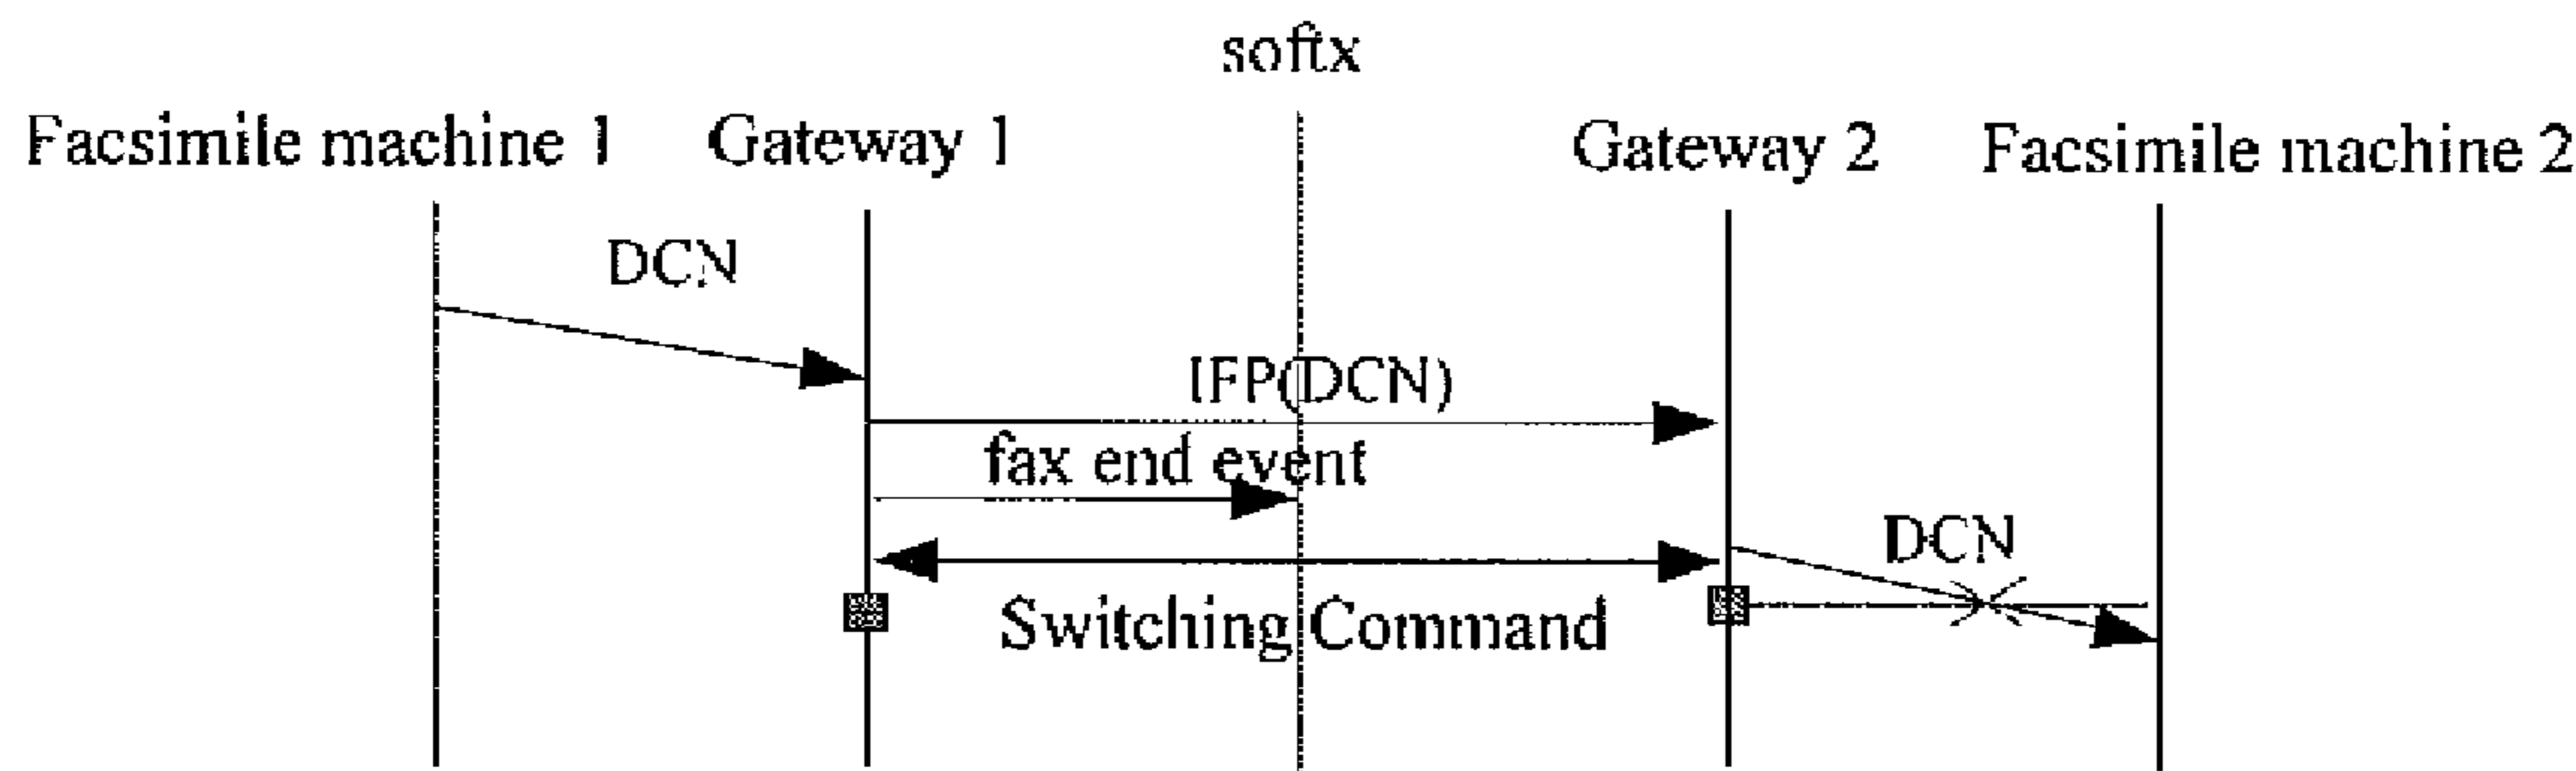 softx
Facsimile machine 1
Gateway 1
Gateway 2
Facsimile machine 2
DCN
IFP(DCN)
fax end event
DCN
Switching Command